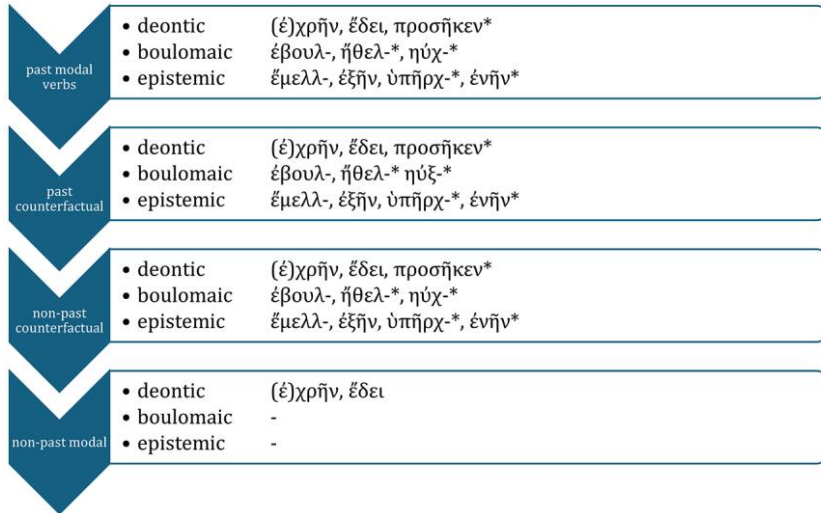 past modal
verbs
• deontic (ἐ)χρῆν, ἔδει, προσῆκεν*
• boulomaic ἐβουλ-, ἤθελ-*, ηὐχ-*
• epistemic ἔμελλ-, ἐξῆν, ὑπῆρχ-*, ἐνῆν*
past
counterfactual
• deontic (ἐ)χρῆν, ἔδει, προσῆκεν*
• boulomaic ἐβουλ-, ἤθελ-* ηὐξ-*
• epistemic ἔμελλ-, ἐξῆν, ὑπῆρχ-*, ἐνῆν*
non-past
counterfactual
• deontic (ἐ)χρῆν, ἔδει, προσῆκεν*
• boulomaic ἐβουλ-, ἤθελ-*, ηὐχ-*
• epistemic ἔμελλ-, ἐξῆν, ὑπῆρχ-*, ἐνῆν*
non-past modal
• deontic (ἐ)χρῆν, ἔδει
• boulomaic -
• epistemic -